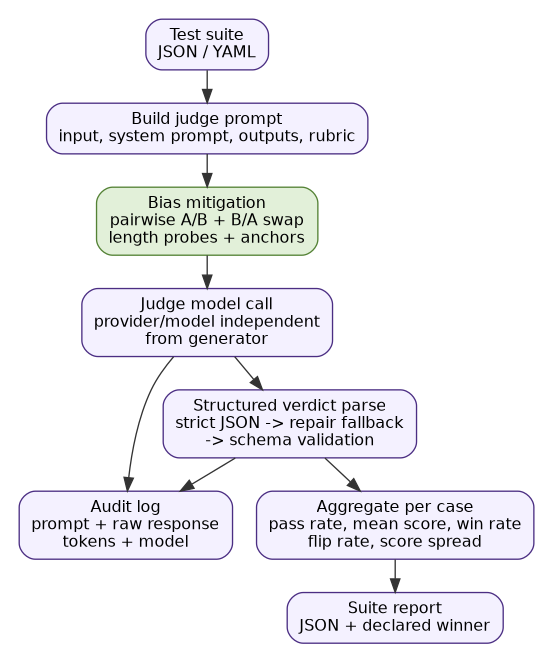 Test suite
JSON / YAML
Build judge prompt
input, system prompt, outputs, rubric
Bias mitigation
pairwise A/B + B/A swap
length probes + anchors
Judge model call
provider/model independent
from generator
Structured verdict parse
strict JSON -> repair fallback
-> schema validation
Audit log
prompt + raw response
tokens + model
Aggregate per case
pass rate, mean score, win rate
flip rate, score spread
Suite report
JSON + declared winner